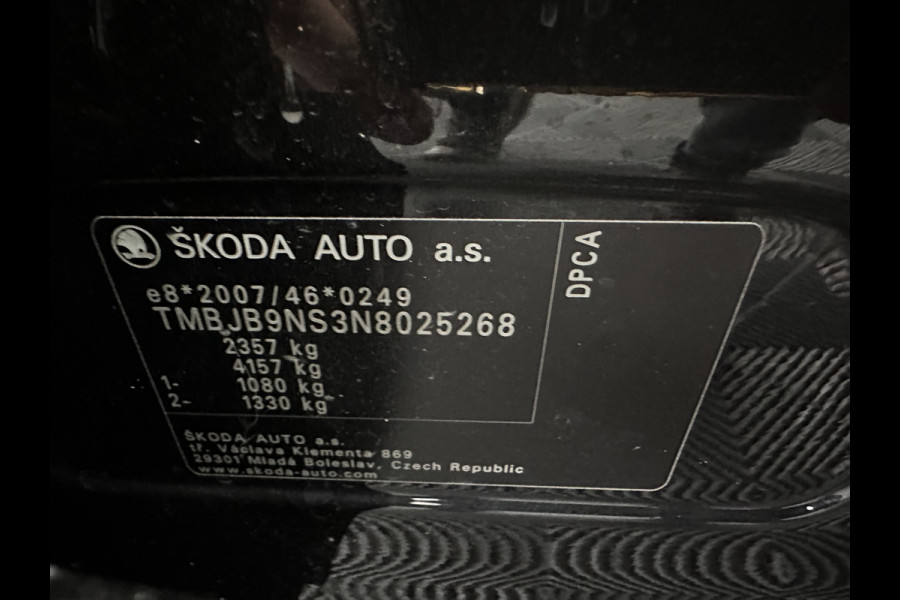 ŠKODA AUTO a.s.
DPCA
e8*2007/46*0249
TMBJB9NS3N8025268
2357 kg
4157 kg
1- 1080 kg
2- 1330 kg
ŠKODA AUTO a.s.
tř. Václava Klementa 869
29301 Mladá Boleslav, Czech Republic
www.skoda-auto.com